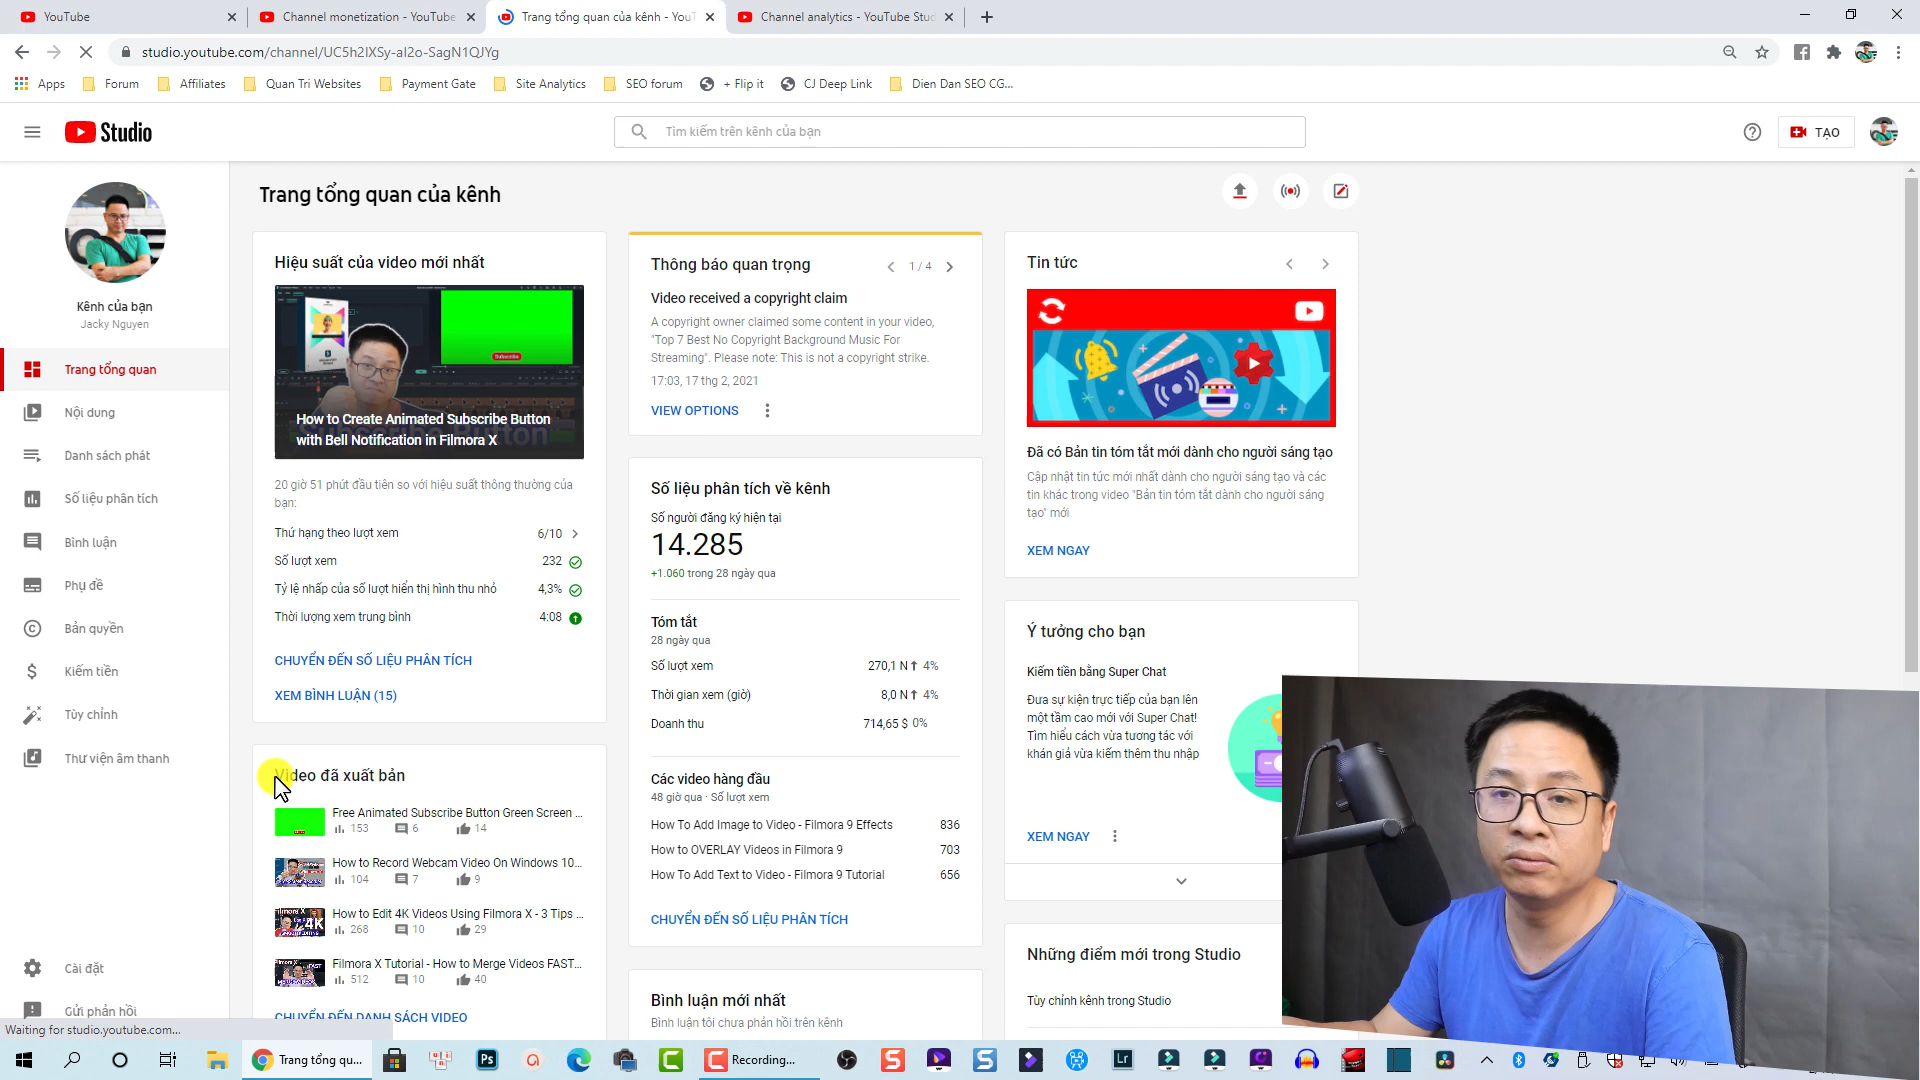 YouTube
Channel monetization - YouTube
Trang tổng quan của kênh - YouT
Channel analytics - YouTube Stud
studio.youtube.com/channel/UC5h2IXSy-aI2o-SagN1QJYg
Apps
Forum
Affiliates
Quan Tri Websites
Payment Gate
Site Analytics
SEO forum
+ Flip it
CJ Deep Link
Dien Dan SEO CG...
Studio
Tìm kiếm trên kênh của bạn
TẠO
Kênh của bạn
Jacky Nguyen
Trang tổng quan
Nội dung
Danh sách phát
Số liệu phân tích
Bình luận
Phụ đề
Bản quyền
Kiếm tiền
Tùy chỉnh
Thư viện âm thanh
Cài đặt
Gửi phản hồi
Waiting for studio.youtube.com...
Trang tổng quan của kênh
Hiệu suất của video mới nhất
Subscribe
How to Create Animated Subscribe Button
with Bell Notification in Filmora X
20 giờ 51 phút đầu tiên so với hiệu suất thông thường của
bạn:
Thứ hạng theo lượt xem 6/10
Số lượt xem 232
Tỷ lệ nhấp của số lượt hiển thị hình thu nhỏ 4,3%
Thời lượng xem trung bình 4:08
CHUYỂN ĐẾN SỐ LIỆU PHÂN TÍCH
XEM BÌNH LUẬN (15)
Video đã xuất bản
Free Animated Subscribe Button Green Screen ...
153 6 14
How to Record Webcam Video On Windows 10...
104 7 9
How to Edit 4K Videos Using Filmora X - 3 Tips ...
268 10 29
Filmora X Tutorial - How to Merge Videos FAST...
512 10 40
CHUYỂN ĐẾN DANH SÁCH VIDEO
Thông báo quan trọng
1 / 4
Video received a copyright claim
A copyright owner claimed some content in your video,
"Top 7 Best No Copyright Background Music For
Streaming". Please note: This is not a copyright strike.
17:03, 17 thg 2, 2021
VIEW OPTIONS
Số liệu phân tích về kênh
Số người đăng ký hiện tại
14.285
+1.060 trong 28 ngày qua
Tóm tắt
28 ngày qua
Số lượt xem 270,1 N 4%
Thời gian xem (giờ) 8,0 N 4%
Doanh thu 714,65 $ 0%
Các video hàng đầu
48 giờ qua · Số lượt xem
How To Add Image to Video - Filmora 9 Effects 836
How to OVERLAY Videos in Filmora 9 703
How To Add Text to Video - Filmora 9 Tutorial 656
CHUYỂN ĐẾN SỐ LIỆU PHÂN TÍCH
Bình luận mới nhất
Bình luận tôi chưa phản hồi trên kênh
Tin tức
Đã có Bản tin tóm tắt mới dành cho người sáng tạo
Cập nhật tin tức mới nhất dành cho người sáng tạo và các
tin khác trong video "Bản tin tóm tắt dành cho người sáng
tạo" mới
XEM NGAY
Ý tưởng cho bạn
Kiếm tiền bằng Super Chat
Đưa sự kiện trực tiếp của bạn lên
một tầm cao mới với Super Chat!
Tìm hiểu cách vừa tương tác với
khán giả vừa kiếm thêm thu nhập
XEM NGAY
Những điểm mới trong Studio
Tùy chỉnh kênh trong Studio
Trang tổng qu...
Ps
Recording...
Lr